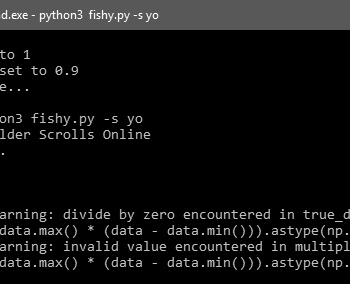 d.exe - python3 fishy.py -s yo
to 1
set to 0.9
e...
on3 fishy.py -s yo
lder Scrolls Online
.
arning: divide by zero encountered in true_d
data.max() * (data - data.min())).astype(np.
arning: invalid value encountered in multipl
data.max() * (data - data.min())).astype(np.